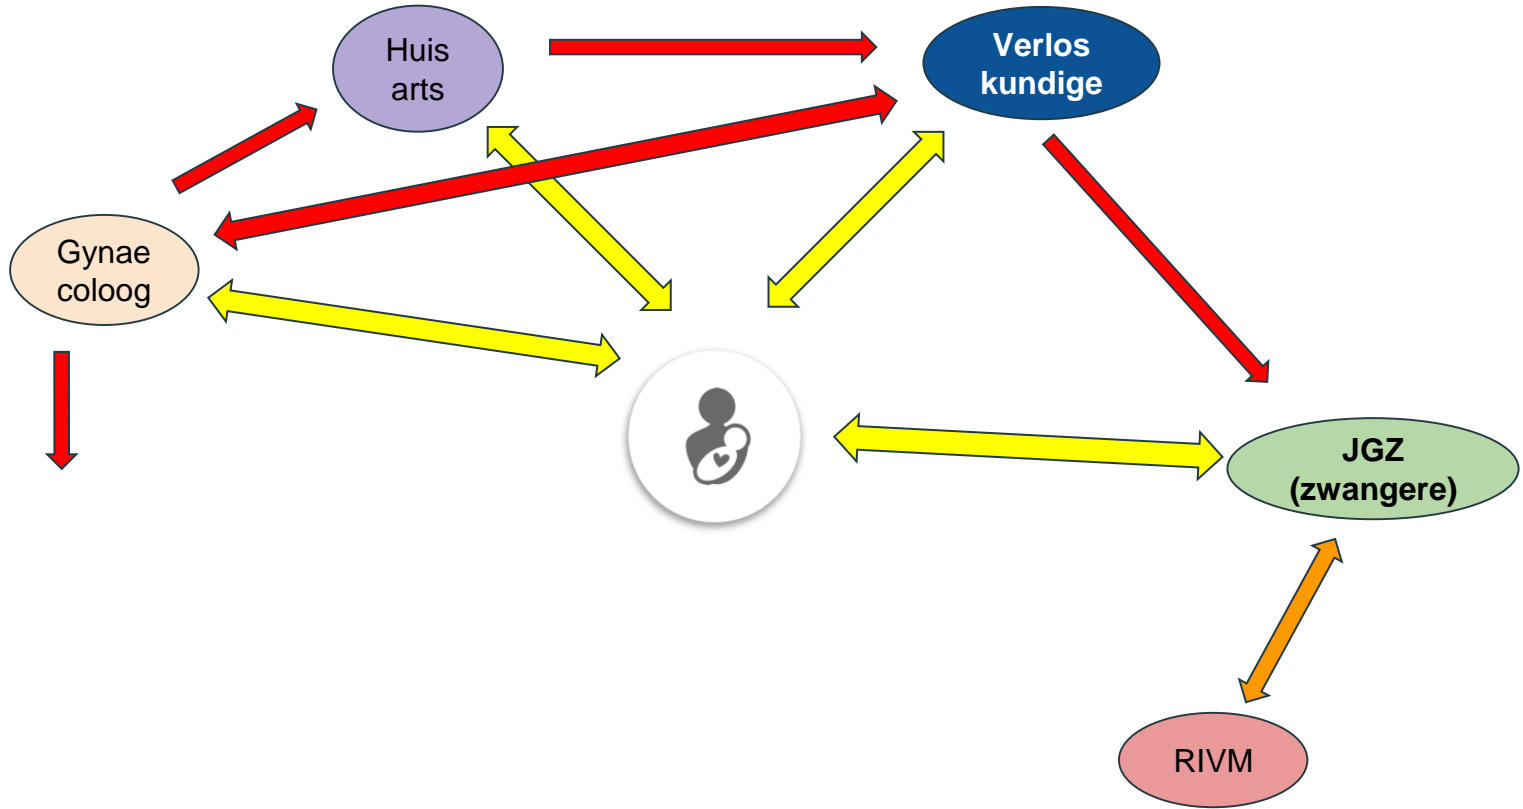 Huis
arts
Verlos
kundige
Gynae
coloog
JGZ
(zwangere)
RIVM